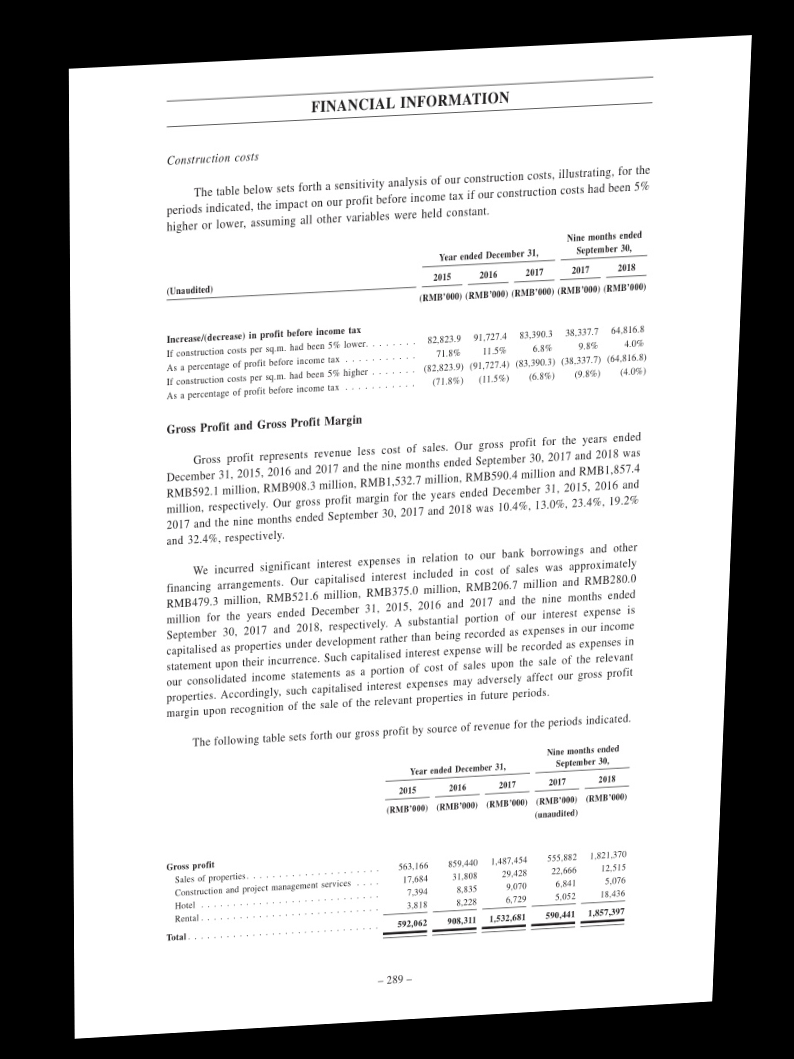 FINANCIAL INFORMATION
Construction costs
The table below sets forth a sensitivity analysis of our construction costs, illustrating, for the
periods indicated, the impact on our profit before income tax if our construction costs had been 5%
higher or lower, assuming all other variables were held constant.
Year ended December 31, Nine months ended September 30,
(Unaudited) 2015 2016 2017 2017 2018
(RMB'000) (RMB'000) (RMB'000) (RMB'000) (RMB'000)
Increase/(decrease) in profit before income tax
If construction costs per sq.m. had been 5% lower. . . . . . . . 82,823.9 91,727.4 83,390.3 38,337.7 64,816.8
As a percentage of profit before income tax . . . . . . . . . . . 71.8% 11.5% 6.8% 9.8% 4.0%
If construction costs per sq.m. had been 5% higher . . . . . . . (82,823.9) (91,727.4) (83,390.3) (38,337.7) (64,816.8)
As a percentage of profit before income tax . . . . . . . . . . . (71.8%) (11.5%) (6.8%) (9.8%) (4.0%)
Gross Profit and Gross Profit Margin
Gross profit represents revenue less cost of sales. Our gross profit for the years ended
December 31, 2015, 2016 and 2017 and the nine months ended September 30, 2017 and 2018 was
RMB592.1 million, RMB908.3 million, RMB1,532.7 million, RMB590.4 million and RMB1,857.4
million, respectively. Our gross profit margin for the years ended December 31, 2015, 2016 and
2017 and the nine months ended September 30, 2017 and 2018 was 10.4%, 13.0%, 23.4%, 19.2%
and 32.4%, respectively.
We incurred significant interest expenses in relation to our bank borrowings and other
financing arrangements. Our capitalised interest included in cost of sales was approximately
RMB479.3 million, RMB521.6 million, RMB375.0 million, RMB206.7 million and RMB280.0
million for the years ended December 31, 2015, 2016 and 2017 and the nine months ended
September 30, 2017 and 2018, respectively. A substantial portion of our interest expense is
capitalised as properties under development rather than being recorded as expenses in our income
statement upon their incurrence. Such capitalised interest expense will be recorded as expenses in
our consolidated income statements as a portion of cost of sales upon the sale of the relevant
properties. Accordingly, such capitalised interest expenses may adversely affect our gross profit
margin upon recognition of the sale of the relevant properties in future periods.
The following table sets forth our gross profit by source of revenue for the periods indicated.
Year ended December 31, Nine months ended September 30,
2015 2016 2017 2017 2018
(RMB'000) (RMB'000) (RMB'000) (RMB'000) (RMB'000)
(unaudited)
Gross profit
Sales of properties. . . . . . . . . . . . . . . . . . . . . 563,166 859,440 1,487,454 555,882 1,821,370
Construction and project management services . . . . 17,684 31,808 29,428 22,666 12,515
Hotel . . . . . . . . . . . . . . . . . . . . . . . . . . . . 7,394 8,835 9,070 6,841 5,076
Rental . . . . . . . . . . . . . . . . . . . . . . . . . . . 3,818 8,228 6,729 5,052 18,436
Total . . . . . . . . . . . . . . . . . . . . . . . . . . . . . 592,062 908,311 1,532,681 590,441 1,857,397
– 289 –